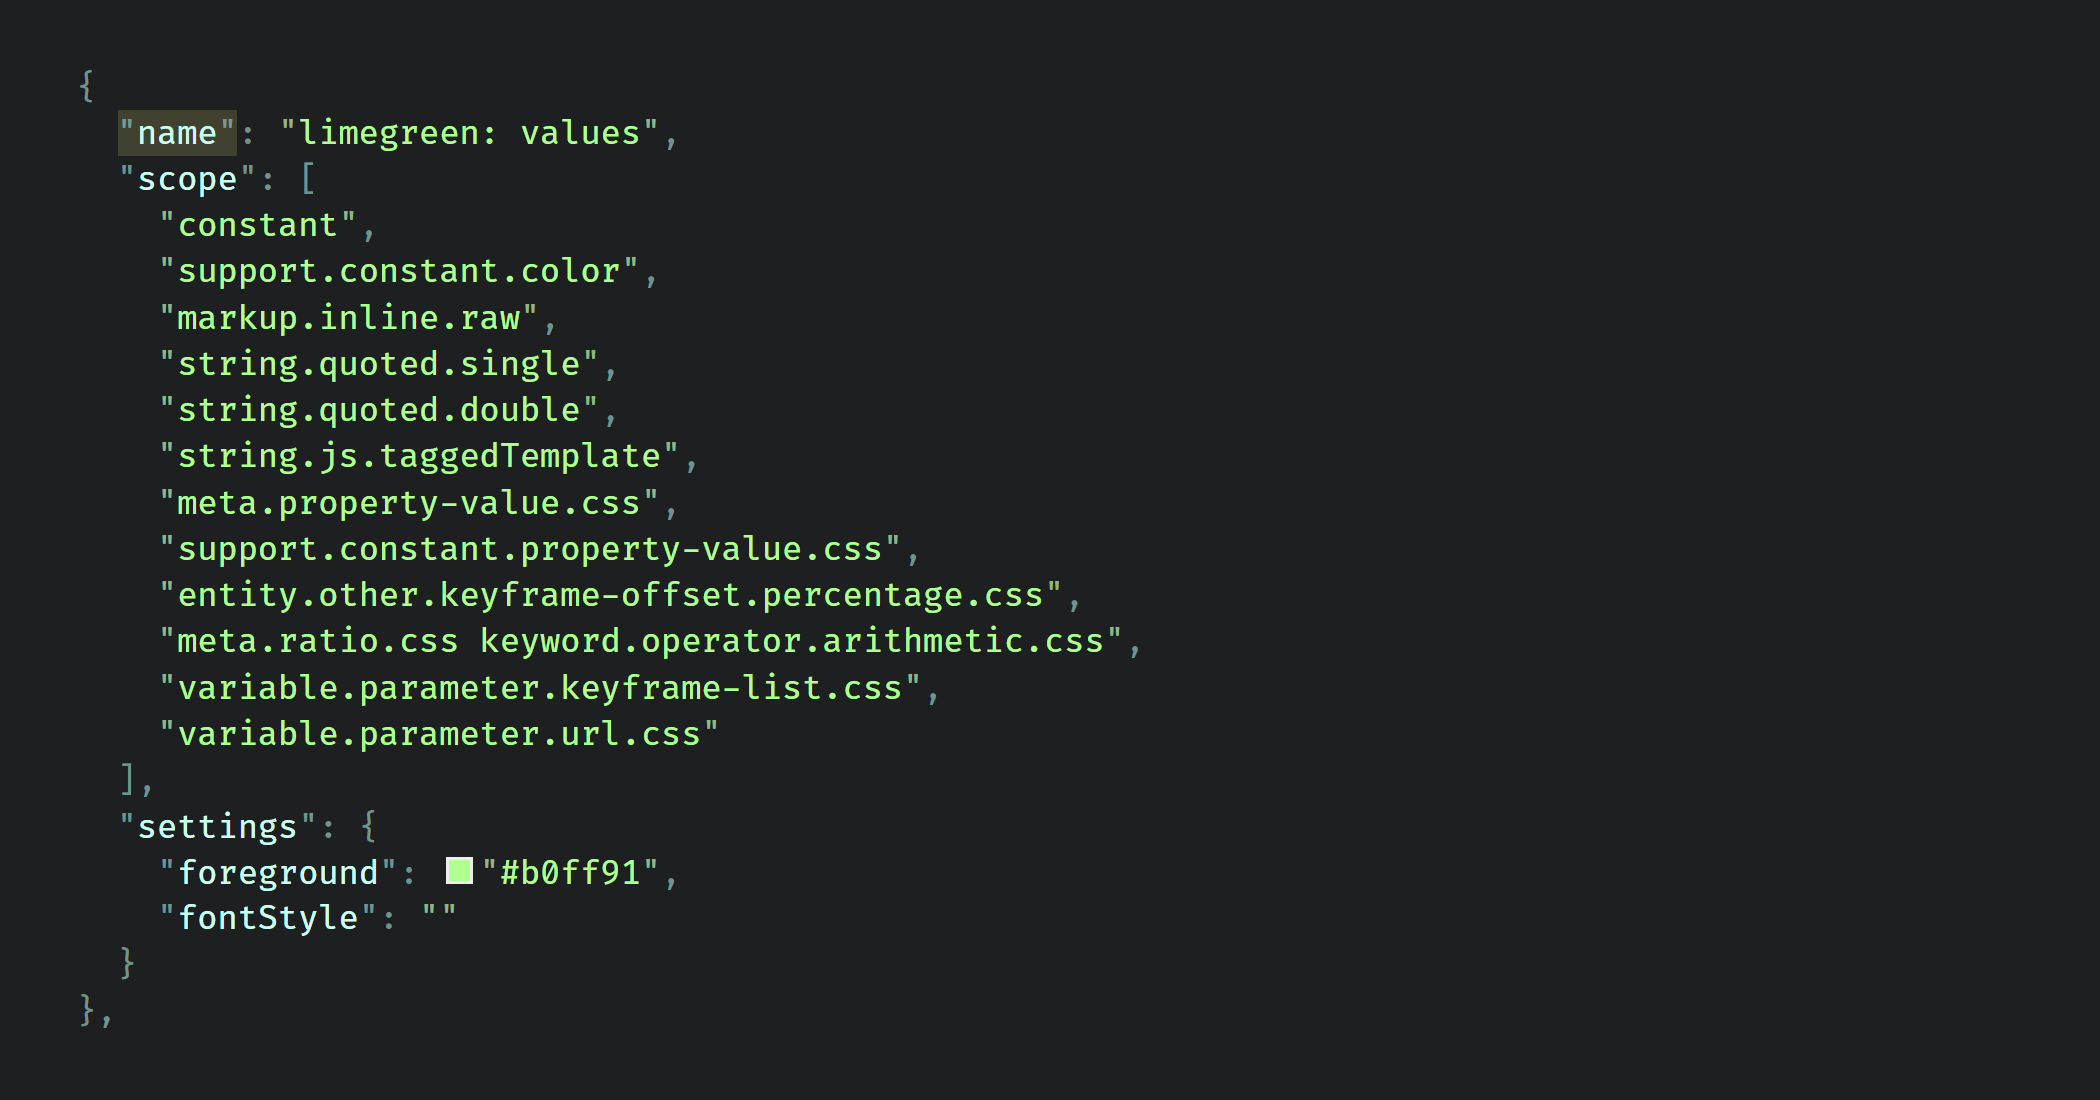 {
  "name": "limegreen: values",
  "scope": [
    "constant",
    "support.constant.color",
    "markup.inline.raw",
    "string.quoted.single",
    "string.quoted.double",
    "string.js.taggedTemplate",
    "meta.property-value.css",
    "support.constant.property-value.css",
    "entity.other.keyframe-offset.percentage.css",
    "meta.ratio.css keyword.operator.arithmetic.css",
    "variable.parameter.keyframe-list.css",
    "variable.parameter.url.css"
  ],
  "settings": {
    "foreground": "#b0ff91",
    "fontStyle": ""
  }
},